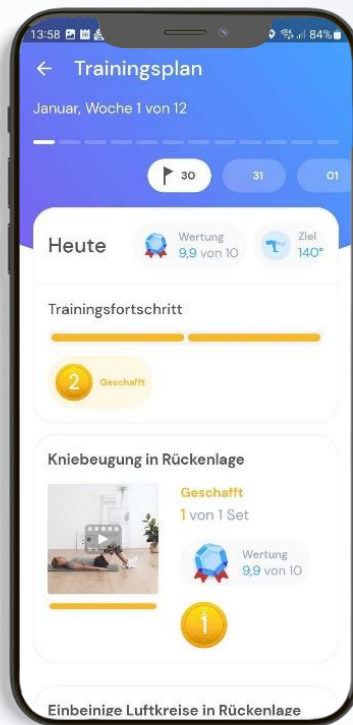 13:58 84%
Trainingsplan
Januar, Woche 1 von 12
30 31 01
Heute
Wertung
9,9 von 10
Ziel
140°
Trainingsfortschritt
2 Geschafft
Kniebeugung in Rückenlage
Geschafft
1 von 1 Set
Wertung
9,9 von 10
1
Einbeinige Luftkreise in Rückenlage